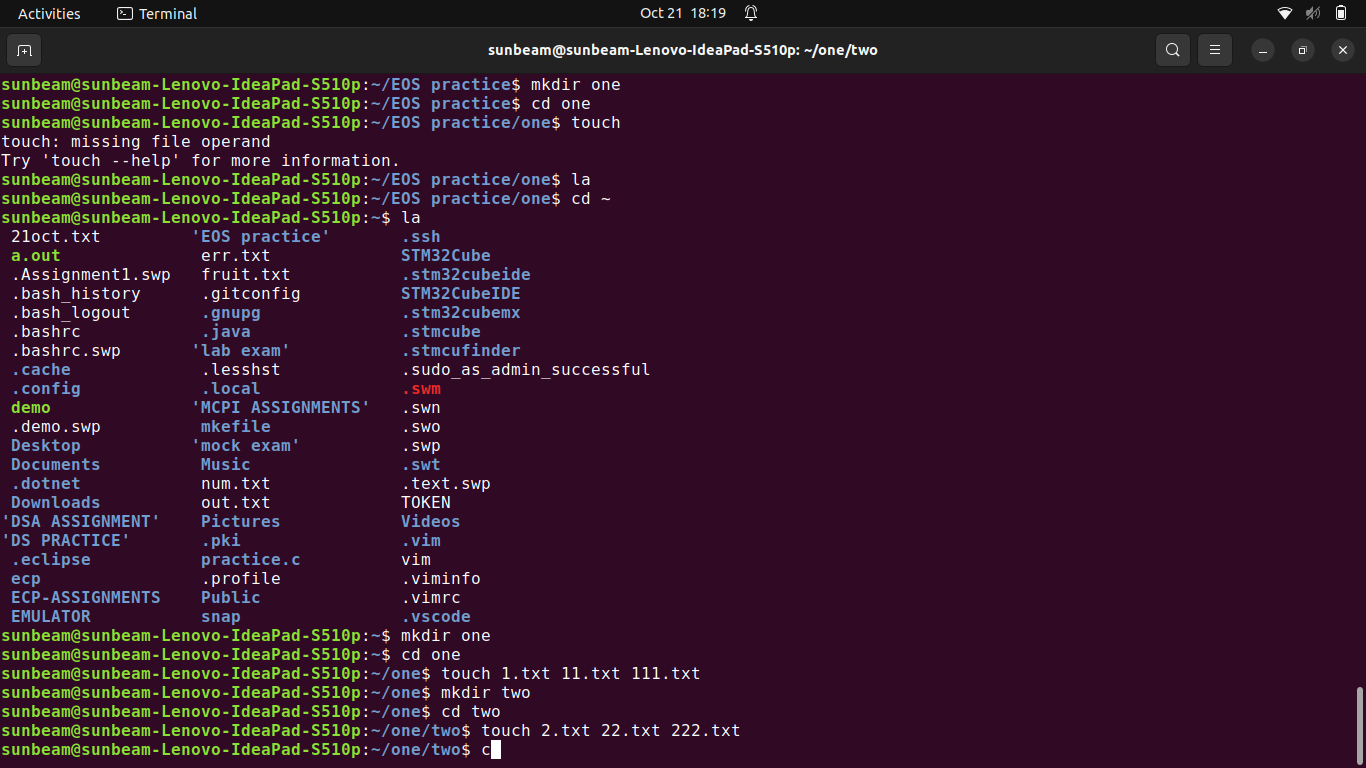 Activities Terminal Oct 21 18:19
sunbeam@sunbeam-Lenovo-IdeaPad-S510p: ~/one/two
sunbeam@sunbeam-Lenovo-IdeaPad-S510p:~/EOS practice$ mkdir one
sunbeam@sunbeam-Lenovo-IdeaPad-S510p:~/EOS practice$ cd one
sunbeam@sunbeam-Lenovo-IdeaPad-S510p:~/EOS practice/one$ touch
touch: missing file operand
Try 'touch --help' for more information.
sunbeam@sunbeam-Lenovo-IdeaPad-S510p:~/EOS practice/one$ la
sunbeam@sunbeam-Lenovo-IdeaPad-S510p:~/EOS practice/one$ cd ~
sunbeam@sunbeam-Lenovo-IdeaPad-S510p:~$ la
21oct.txt 'EOS practice' .ssh
a.out err.txt STM32Cube
.Assignment1.swp fruit.txt .stm32cubeide
.bash_history .gitconfig STM32CubeIDE
.bash_logout .gnupg .stm32cubemx
.bashrc .java .stmcube
.bashrc.swp 'lab exam' .stmcufinder
.cache .lesshst .sudo_as_admin_successful
.config .local .swm
demo 'MCPI ASSIGNMENTS' .swn
.demo.swp mkefile .swo
Desktop 'mock exam' .swp
Documents Music .swt
.dotnet num.txt .text.swp
Downloads out.txt TOKEN
'DSA ASSIGNMENT' Pictures Videos
'DS PRACTICE' .pki .vim
.eclipse practice.c vim
ecp .profile .viminfo
ECP-ASSIGNMENTS Public .vimrc
EMULATOR snap .vscode
sunbeam@sunbeam-Lenovo-IdeaPad-S510p:~$ mkdir one
sunbeam@sunbeam-Lenovo-IdeaPad-S510p:~$ cd one
sunbeam@sunbeam-Lenovo-IdeaPad-S510p:~/one$ touch 1.txt 11.txt 111.txt
sunbeam@sunbeam-Lenovo-IdeaPad-S510p:~/one$ mkdir two
sunbeam@sunbeam-Lenovo-IdeaPad-S510p:~/one$ cd two
sunbeam@sunbeam-Lenovo-IdeaPad-S510p:~/one/two$ touch 2.txt 22.txt 222.txt
sunbeam@sunbeam-Lenovo-IdeaPad-S510p:~/one/two$ c